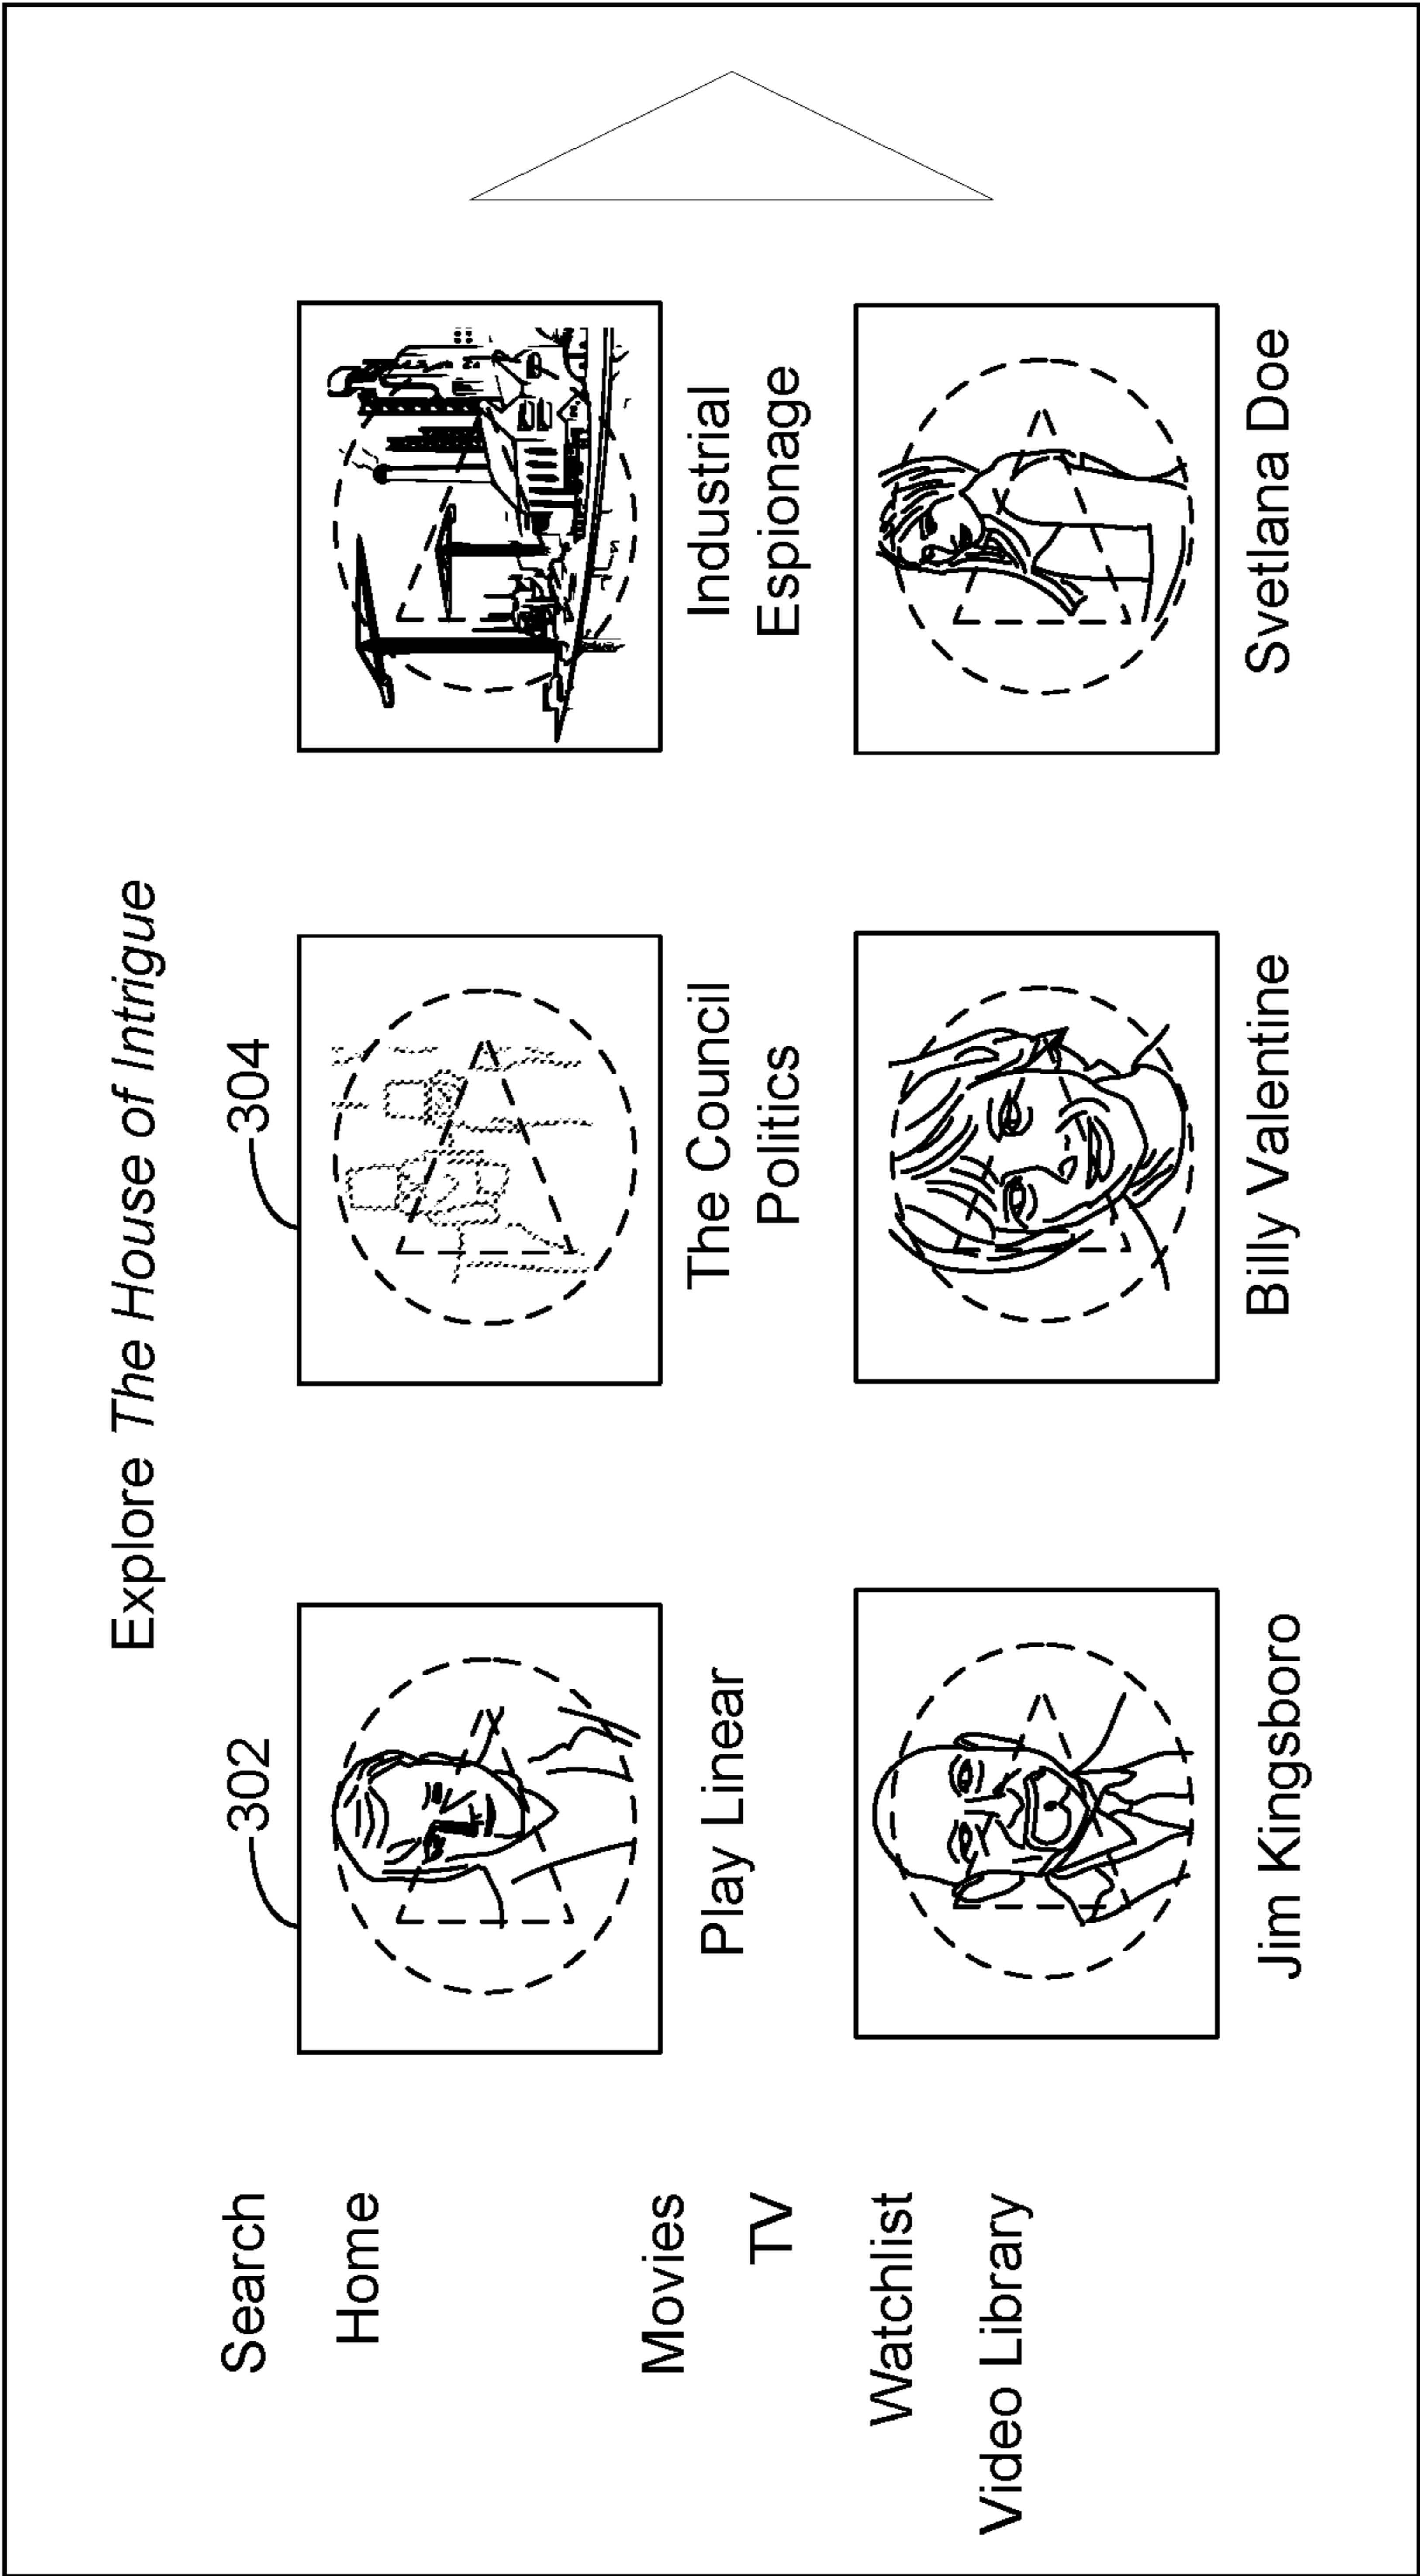 Explore The House of Intrigue
Search
Home
Movies
TV
Watchlist
Video Library
302
304
Play Linear
The Council
Politics
Industrial
Espionage
Jim Kingsboro
Billy Valentine
Svetlana Doe